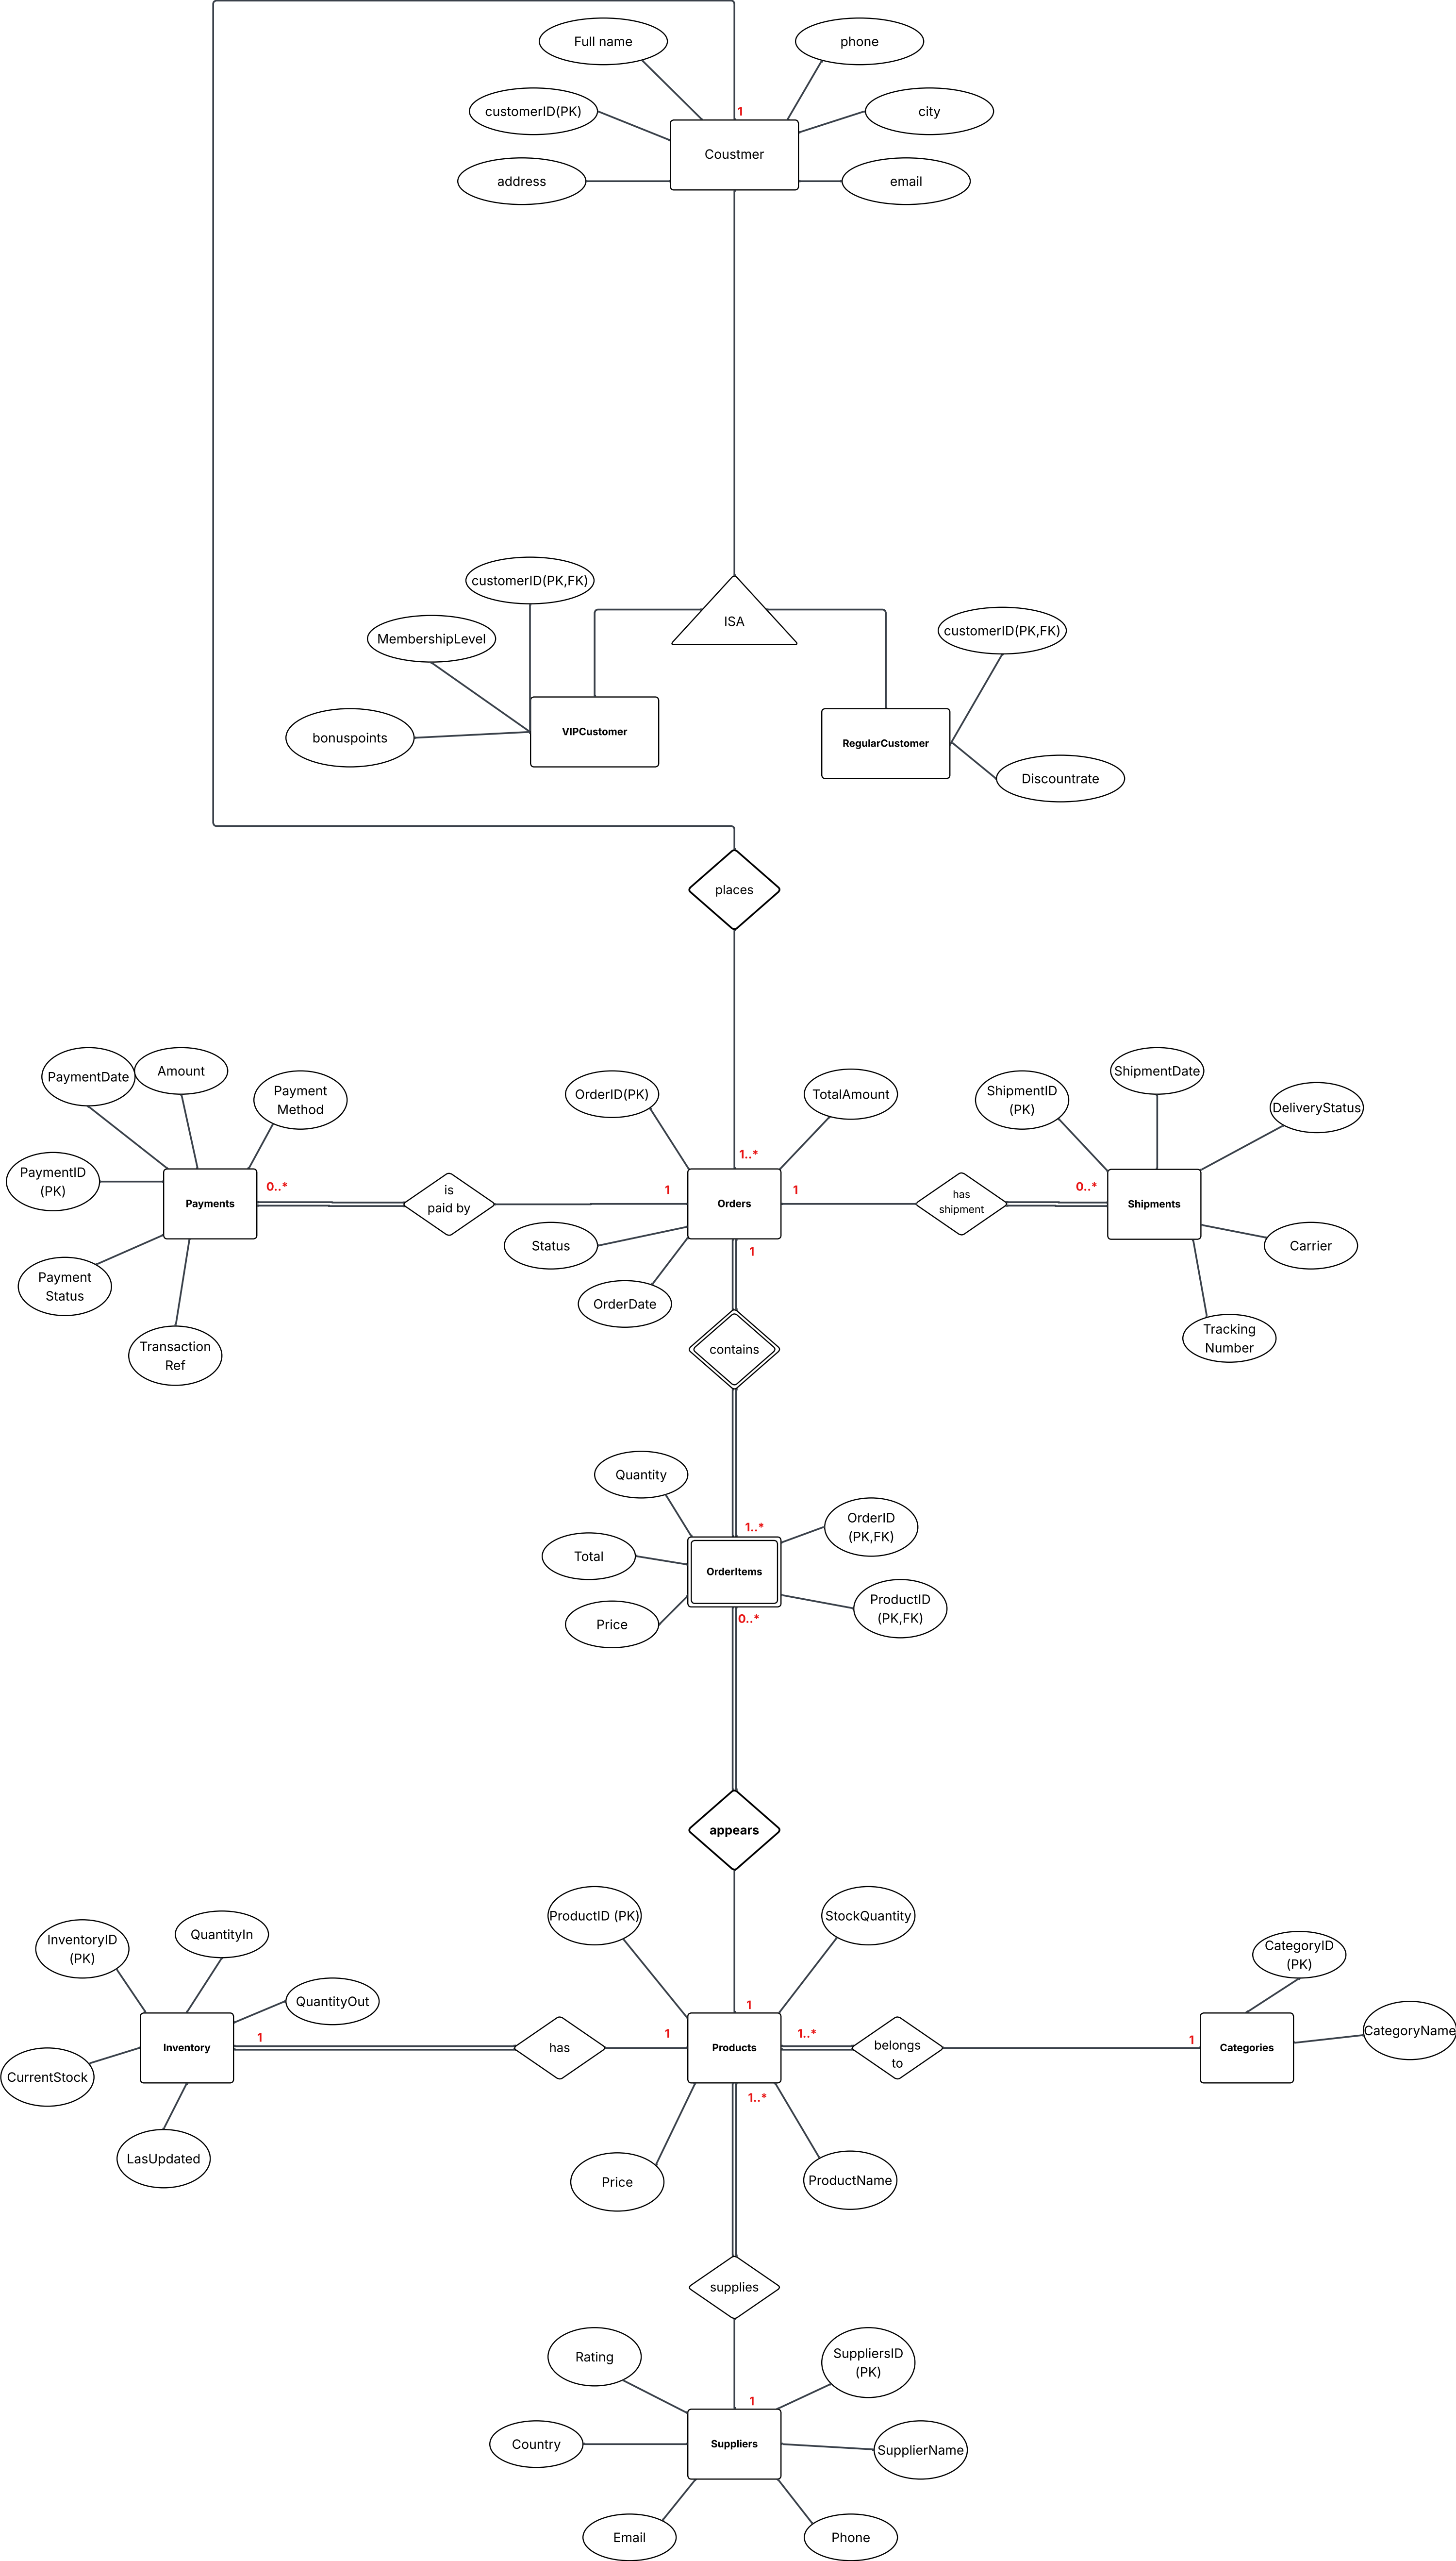 Full name
phone
customerID(PK)
city
1
Coustmer
address
email
customerID(PK,FK)
MembershipLevel
ISA
customerID(PK,FK)
bonuspoints
VIPCustomer
RegularCustomer
Discountrate
places
PaymentDate
Amount
Payment
Method
OrderID(PK)
TotalAmount
ShipmentID
(PK)
ShipmentDate
DeliveryStatus
PaymentID
(PK)
1..*
0..*
1
1
0..*
Payments
is
paid by
Orders
has
shipment
Shipments
Status
1
Carrier
Payment
Status
OrderDate
Transaction
Ref
contains
Tracking
Number
Quantity
1..*
OrderID
(PK,FK)
Total
OrderItems
ProductID
(PK,FK)
Price
0..*
appears
ProductID (PK)
StockQuantity
InventoryID
(PK)
QuantityIn
CategoryID
(PK)
QuantityOut
1
1
1
1..*
1
CategoryName
Inventory
has
Products
belongs
to
Categories
CurrentStock
1..*
LasUpdated
Price
ProductName
supplies
Rating
SuppliersID
(PK)
1
Country
Suppliers
SupplierName
Email
Phone